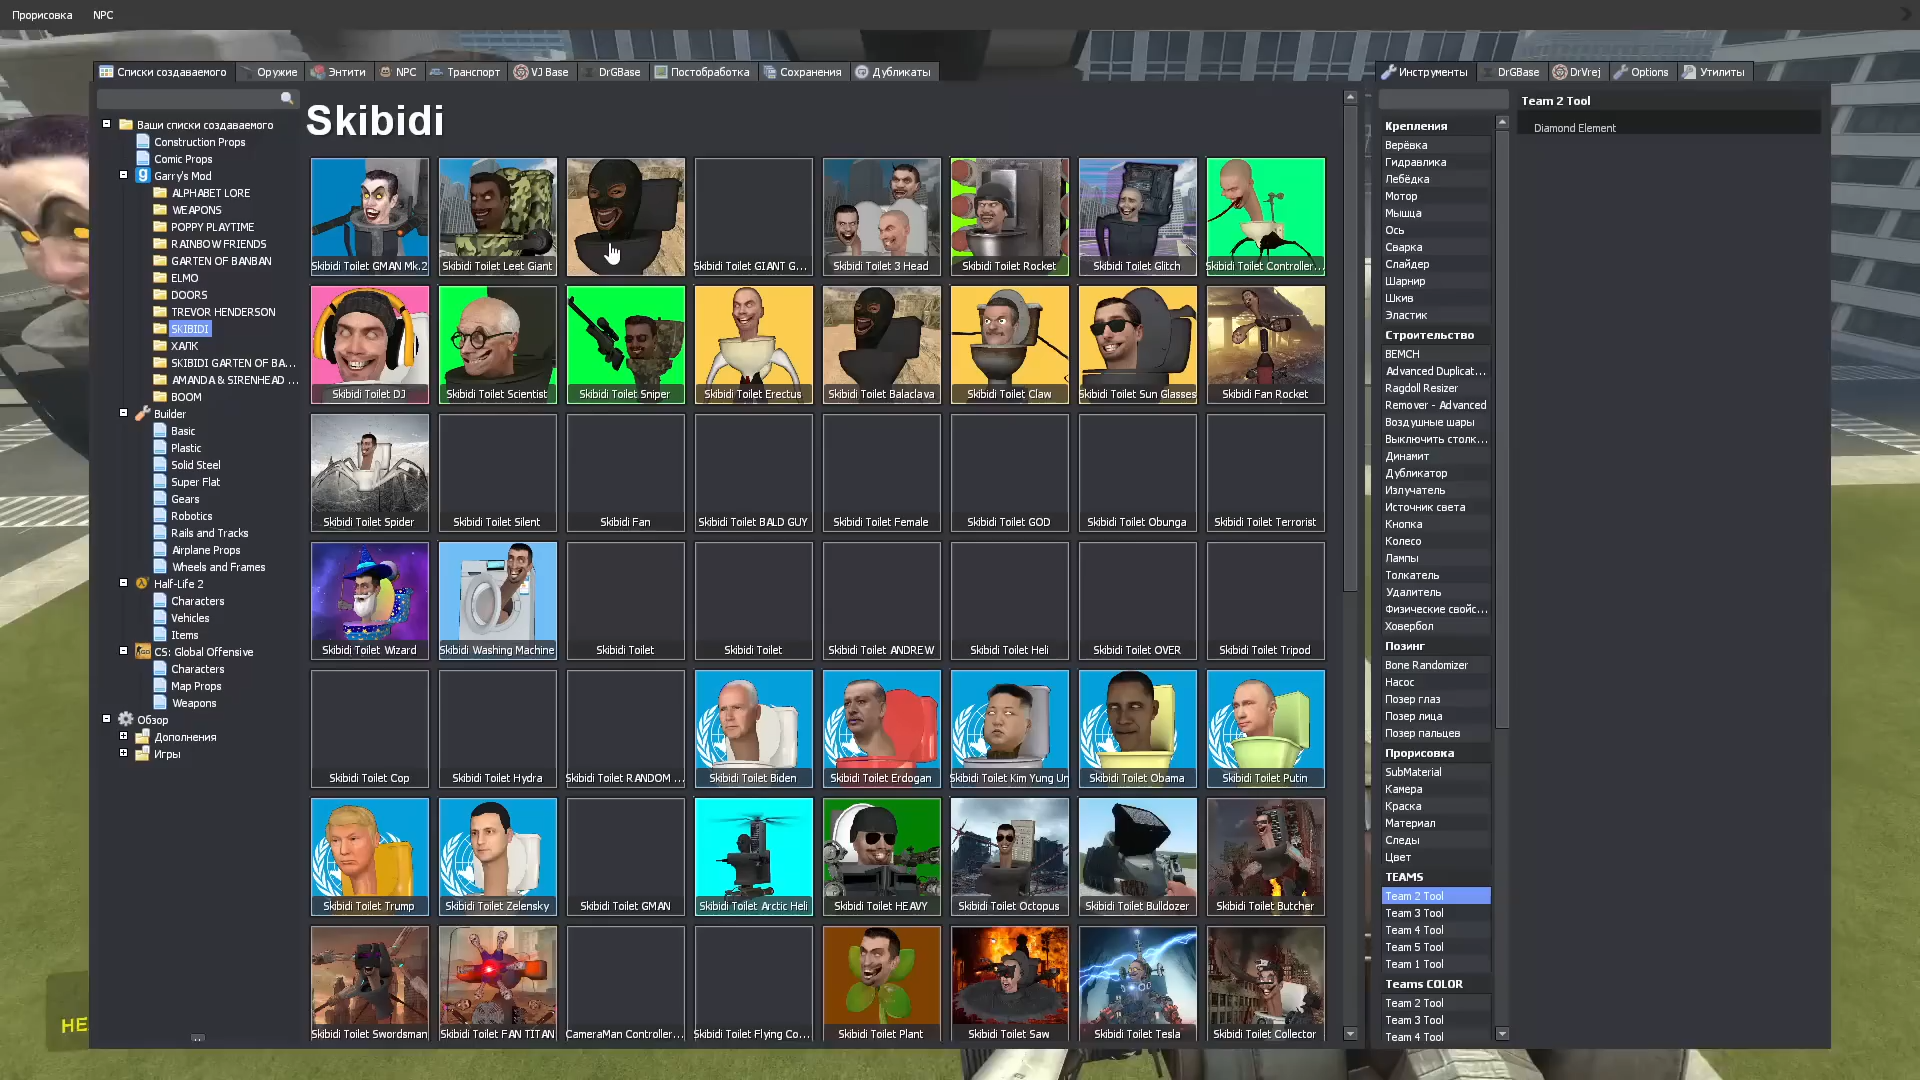 Прорисовка NPC
Списки создаваемого Оружие Энтити NPC Транспорт VJ Base DrGBase Постобработка Сохранения Дубликаты
Инструменты DrGBase DrVrej Options Утилиты
Ваши списки создаваемого
Construction Props
Comic Props
Garry's Mod
ALPHABET LORE
WEAPONS
POPPY PLAYTIME
RAINBOW FRIENDS
GARTEN OF BANBAN
ELMO
DOORS
TREVOR HENDERSON
SKIBIDI
ХАЛК
SKIBIDI GARTEN OF BA...
AMANDA & SIRENHEAD ...
BOOM
Builder
Basic
Plastic
Solid Steel
Super Flat
Gears
Robotics
Rails and Tracks
Airplane Props
Wheels and Frames
Half-Life 2
Characters
Vehicles
Items
CS: Global Offensive
Characters
Map Props
Weapons
Обзор
Дополнения
Игры
HE
Skibidi
Skibidi Toilet GMAN Mk.2 Skibidi Toilet Leet Giant Skibidi Toilet GIANT G... Skibidi Toilet 3 Head Skibidi Toilet Rocket Skibidi Toilet Glitch Skibidi Toilet Controller...
Skibidi Toilet DJ Skibidi Toilet Scientist Skibidi Toilet Sniper Skibidi Toilet Erectus Skibidi Toilet Balaclava Skibidi Toilet Claw Skibidi Toilet Sun Glasses Skibidi Fan Rocket
Skibidi Toilet Spider Skibidi Toilet Silent Skibidi Fan Skibidi Toilet BALD GUY Skibidi Toilet Female Skibidi Toilet GOD Skibidi Toilet Obunga Skibidi Toilet Terrorist
Skibidi Toilet Wizard Skibidi Washing Machine Skibidi Toilet Skibidi Toilet Skibidi Toilet ANDREW Skibidi Toilet Heli Skibidi Toilet OVER Skibidi Toilet Tripod
Skibidi Toilet Cop Skibidi Toilet Hydra Skibidi Toilet RANDOM ... Skibidi Toilet Biden Skibidi Toilet Erdogan Skibidi Toilet Kim Yung Un Skibidi Toilet Obama Skibidi Toilet Putin
Skibidi Toilet Trump Skibidi Toilet Zelensky Skibidi Toilet GMAN Skibidi Toilet Arctic Heli Skibidi Toilet HEAVY Skibidi Toilet Octopus Skibidi Toilet Bulldozer Skibidi Toilet Butcher
Skibidi Toilet Swordsman Skibidi Toilet FAN TITAN CameraMan Controller... Skibidi Toilet Flying Co... Skibidi Toilet Plant Skibidi Toilet Saw Skibidi Toilet Tesla Skibidi Toilet Collector
Крепления
Верёвка
Гидравлика
Лебёдка
Мотор
Мышца
Ось
Сварка
Слайдер
Шарнир
Шкив
Эластик
Строительство
BEMCH
Advanced Duplicat...
Ragdoll Resizer
Remover - Advanced
Воздушные шары
Выключить столк...
Динамит
Дубликатор
Излучатель
Источник света
Кнопка
Колесо
Лампы
Толкатель
Удалитель
Физические свойс...
Ховербол
Позинг
Bone Randomizer
Насос
Позер глаз
Позер лица
Позер пальцев
Прорисовка
SubMaterial
Камера
Краска
Материал
Следы
Цвет
TEAMS
Team 2 Tool
Team 3 Tool
Team 4 Tool
Team 5 Tool
Team 1 Tool
Teams COLOR
Team 2 Tool
Team 3 Tool
Team 4 Tool
Team 2 Tool
Diamond Element